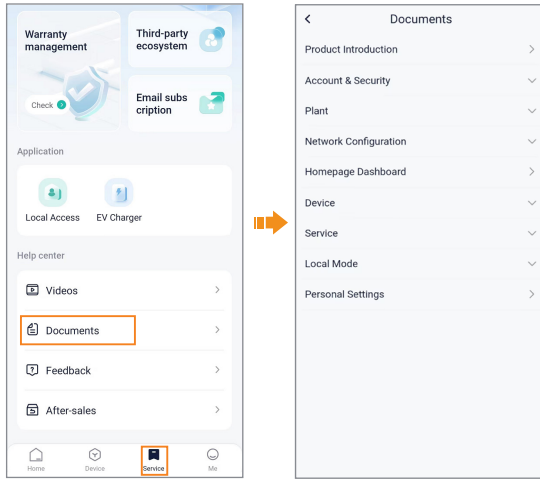 Warranty
management
Check
Third-party
ecosystem
Email subs
cription
Application
Local Access
EV Charger
Help center
Videos
Documents
Feedback
After-sales
Home
Device
Service
Me
Documents
Product Introduction
Account & Security
Plant
Network Configuration
Homepage Dashboard
Device
Service
Local Mode
Personal Settings